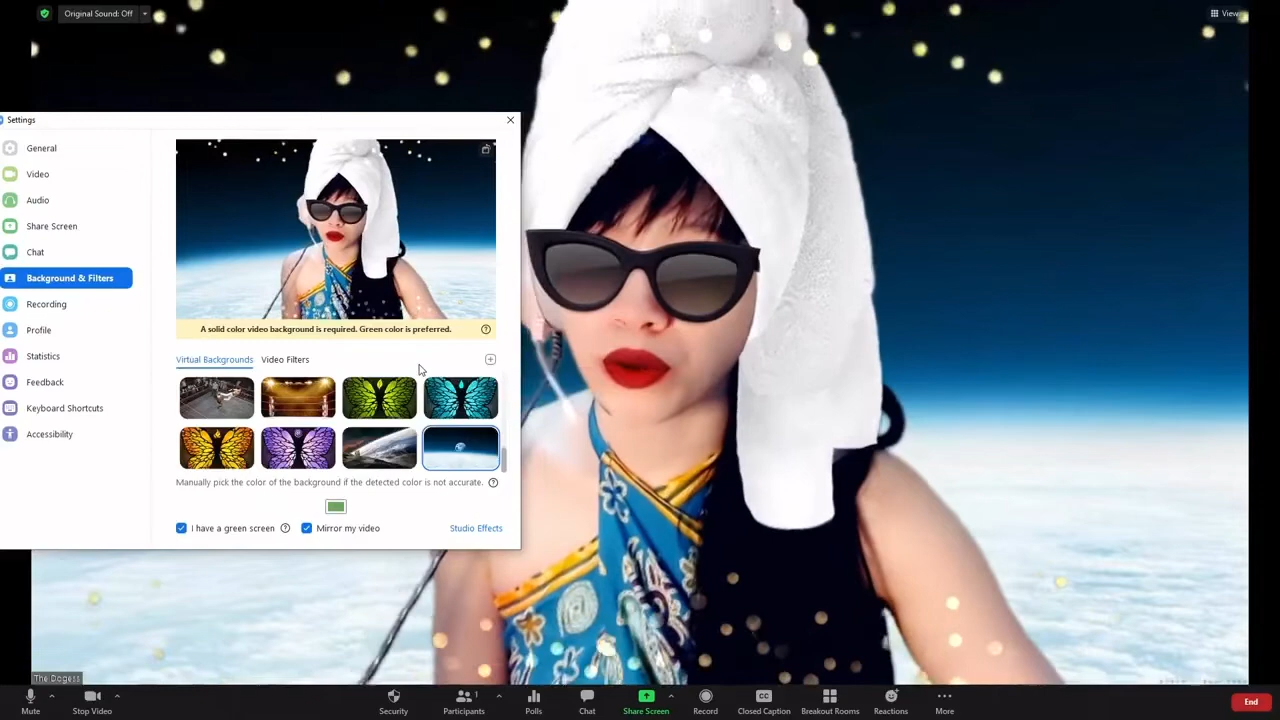 Original Sound: Off
View
Settings
General
Video
Audio
Share Screen
Chat
Background & Filters
Recording
Profile
Statistics
Feedback
Keyboard Shortcuts
Accessibility
A solid color video background is required. Green color is preferred.
Virtual Backgrounds
Video Filters
Manually pick the color of the background if the detected color is not accurate.
I have a green screen
Mirror my video
Studio Effects
The Dogess
Mute
Stop Video
Security
Participants
1
Polls
Chat
Share Screen
Record
CC
Closed Caption
Breakout Rooms
Reactions
More
End